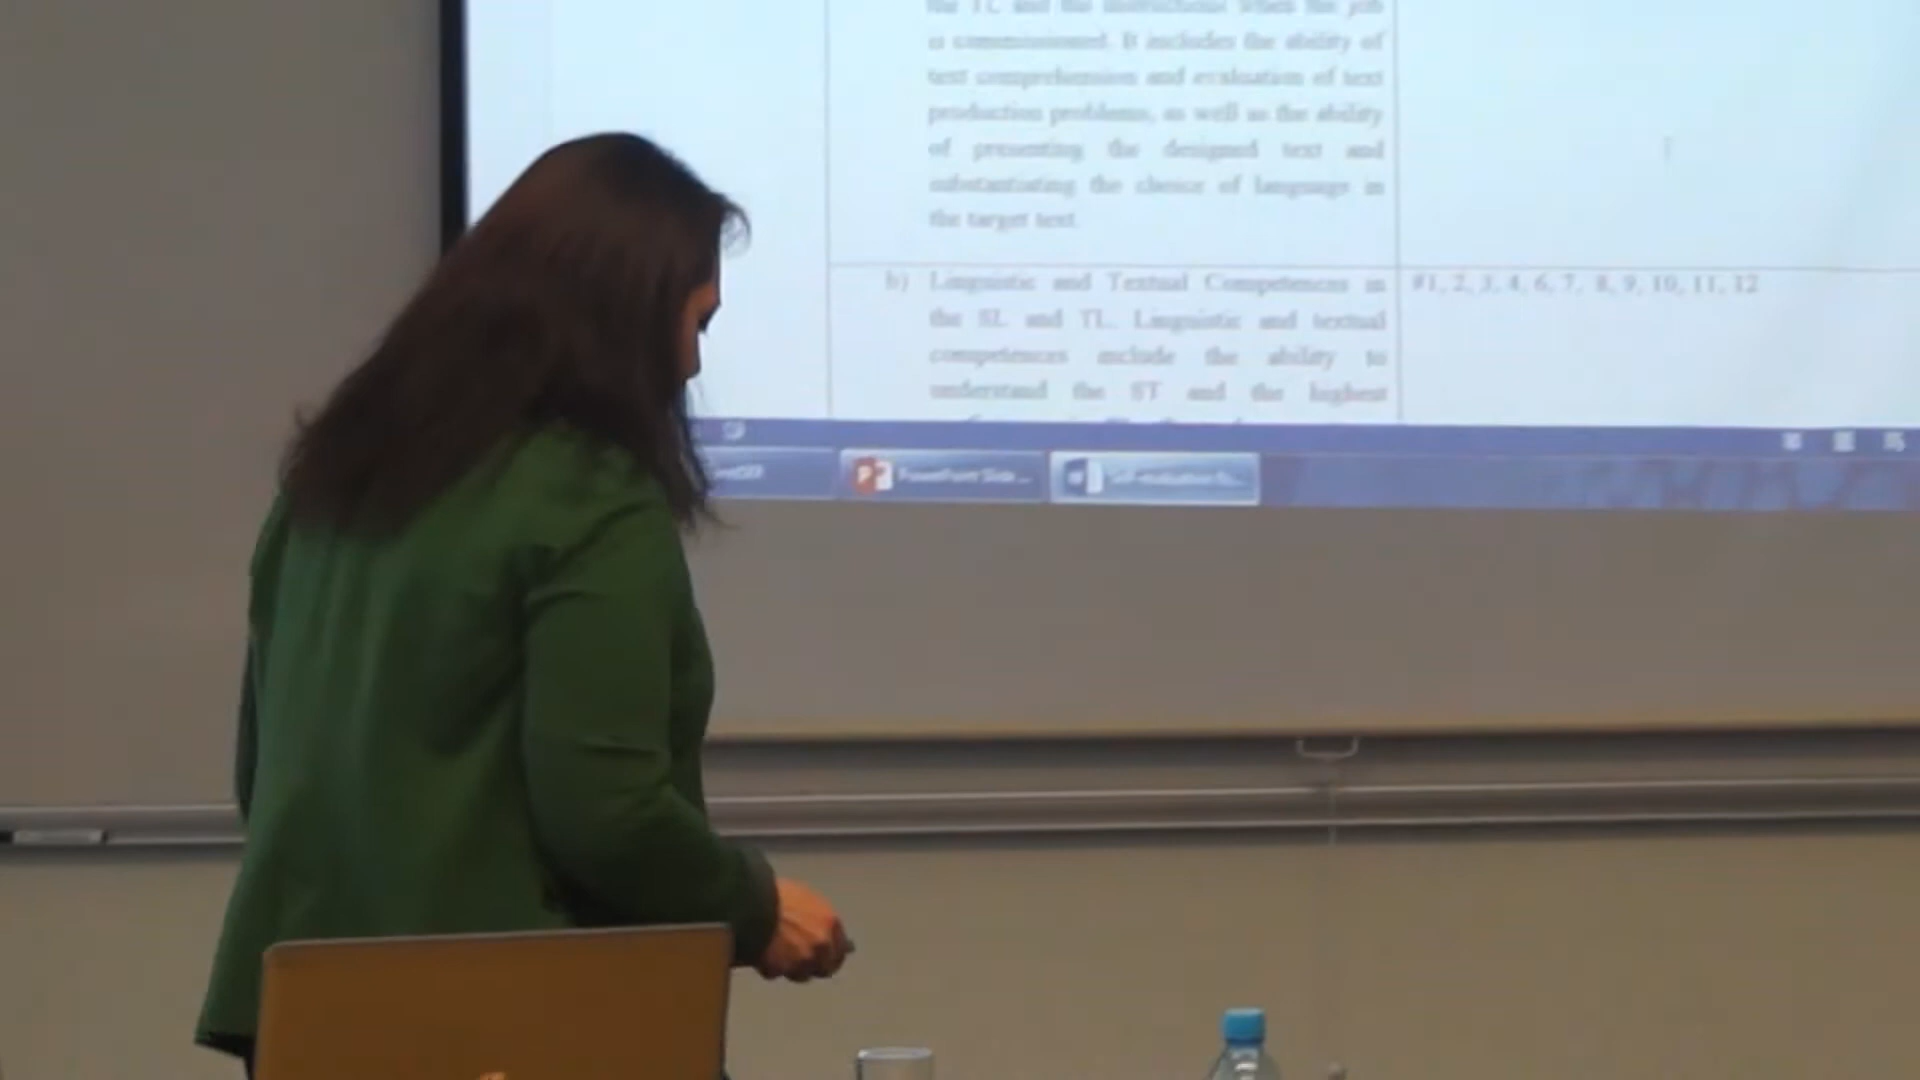 the TL and the instructions when the job
is commissioned. It includes the ability of
text comprehension and evaluation of text
production problems, as well as the ability
of presenting the designed text and
substantiating the choice of language in
the target text.
b) Linguistic and Textual Competences in
the SL and TL. Linguistic and textual
competences include the ability to
understand the ST and the highest
#1, 2, 3, 4, 6, 7, 8, 9, 10, 11, 12
PowerPoint Slide ...
Self-evaluation